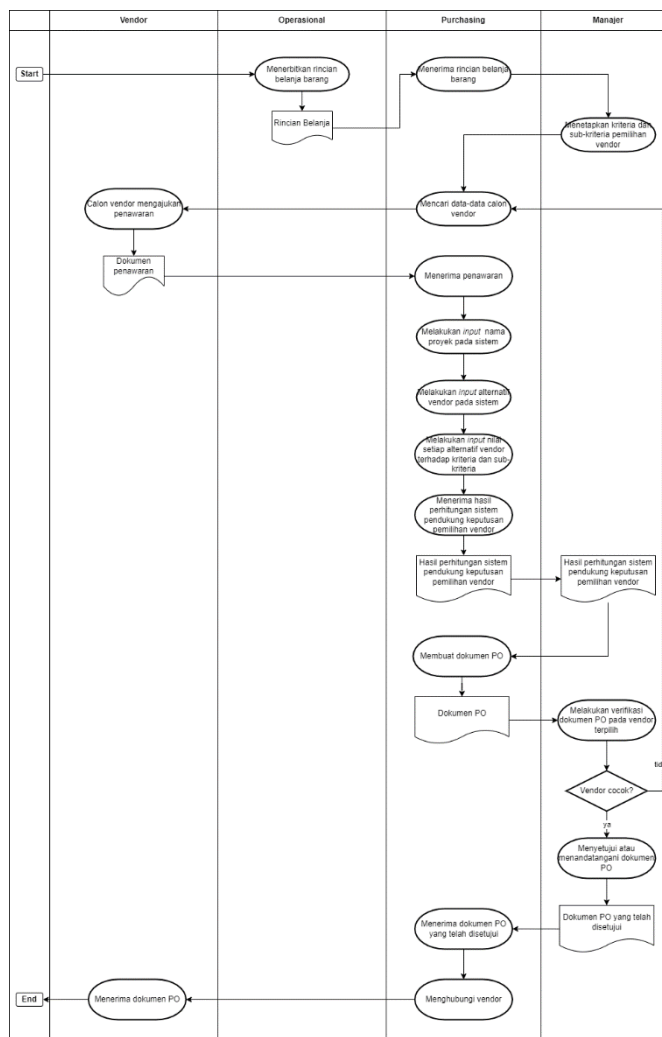 Vendor
Operasional
Purchasing
Manajer
Start
Menerbitkan rincian
belanja barang
Menerima rincian belanja
barang
Rincian Belanja
Menetapkan kriteria dan
sub-kriteria pemilihan
vendor
Calon vendor mengajukan
penawaran
Mencari data-data calon
vendor
Dokumen
penawaran
Menerima penawaran
Melakukan input nama
proyek pada sistem
Melakukan input alternatif
vendor pada sistem
Melakukan input nilai
setiap alternatif vendor
terhadap kriteria dan sub-
kriteria
Menerima hasil
perhitungan sistem
pendukung keputusan
pemilihan vendor
Hasil perhitungan sistem
pendukung keputusan
pemilihan vendor
Hasil perhitungan sistem
pendukung keputusan
pemilihan vendor
Membuat dokumen PO
Dokumen PO
Melakukan verifikasi
dokumen PO pada vendor
terpilih
tid
Vendor cocok?
ya
Menyetujui atau
menandatangani dokumen
PO
Dokumen PO yang telah
disetujui
Menerima dokumen PO
yang telah disetujui
End
Menerima dokumen PO
Menghubungi vendor